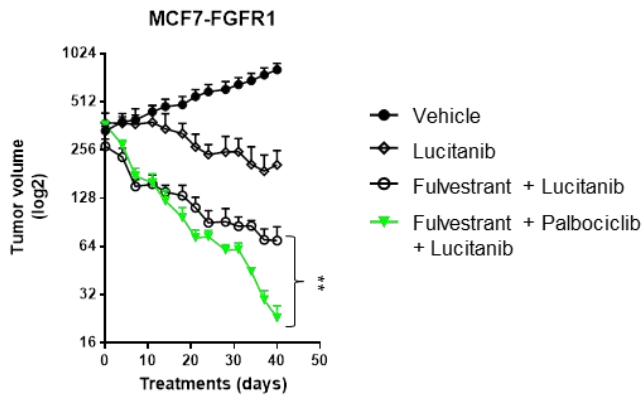 MCF7-FGFR1
Tumor volume
(log2)
1024
512
256
128
64
32
16
0
10
20
30
40
50
Treatments (days)
**
Vehicle
Lucitanib
Fulvestrant + Lucitanib
Fulvestrant + Palbociclib
+ Lucitanib